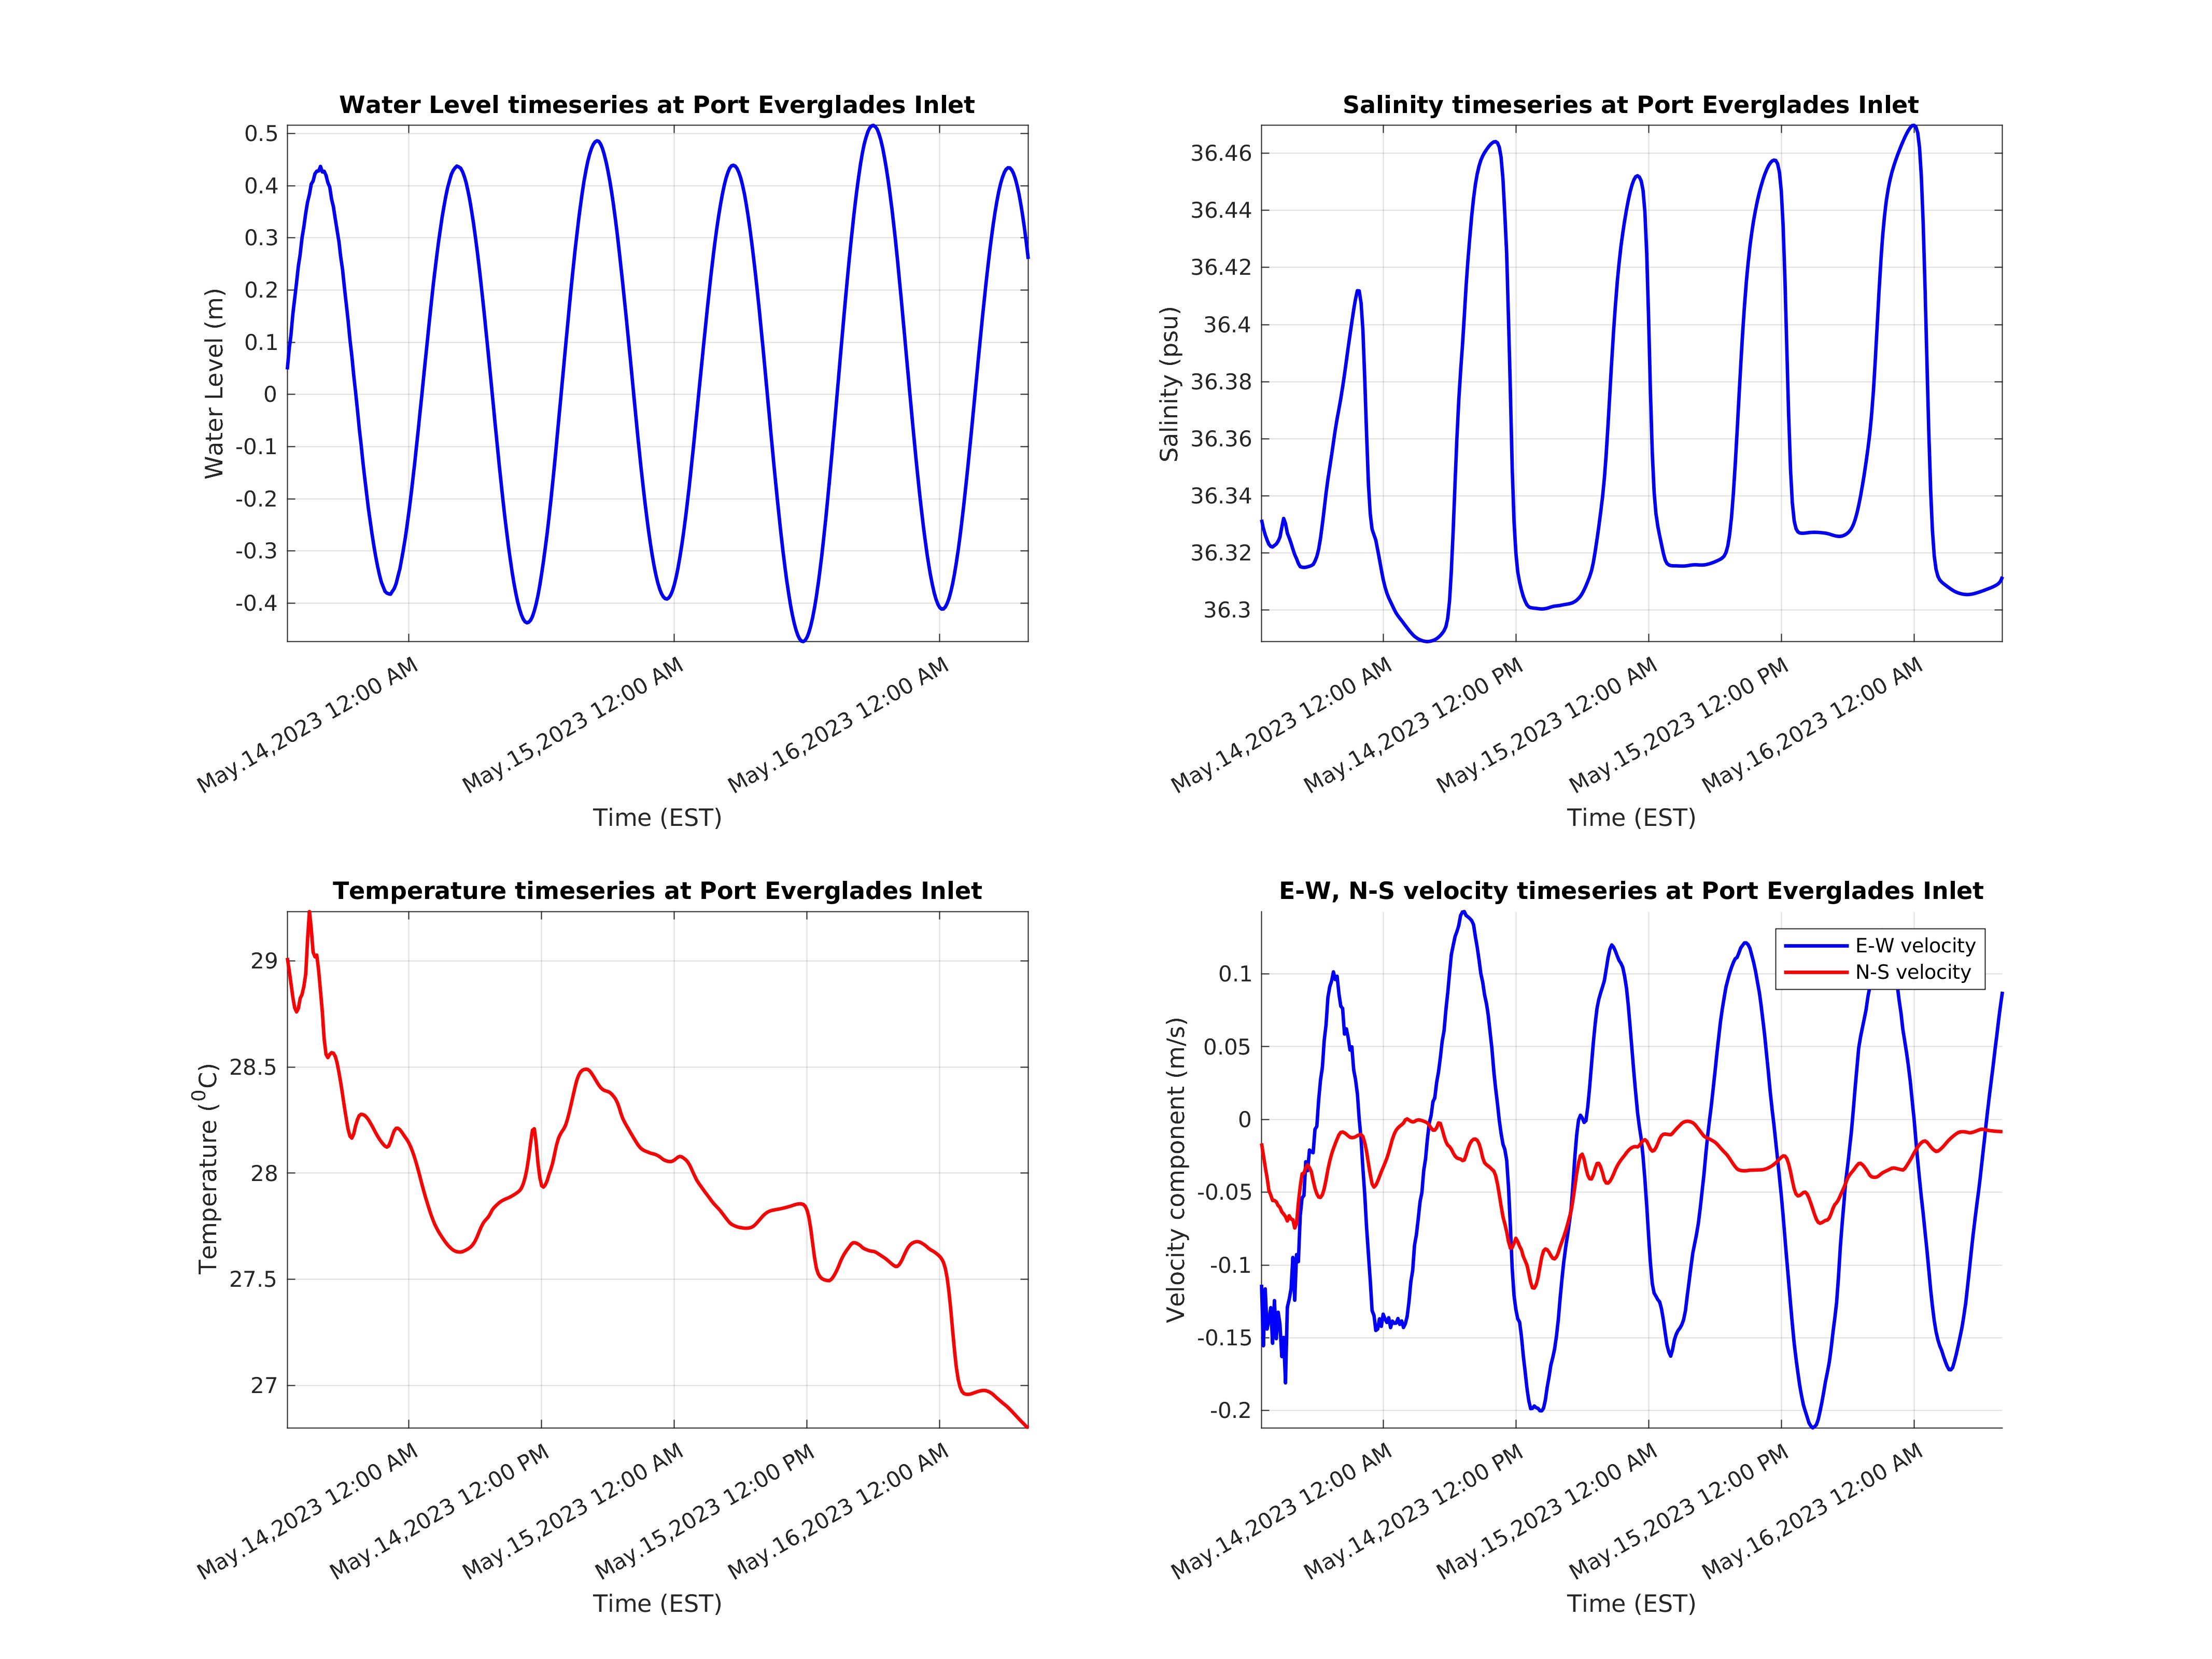 Water Level timeseries at Port Everglades Inlet
0.5
0.4
0.3
0.2
0.1
0
-0.1
-0.2
-0.3
-0.4
Water Level (m)
May.14,2023 12:00 AM
May.15,2023 12:00 AM
May.16,2023 12:00 AM
Time (EST)
Salinity timeseries at Port Everglades Inlet
36.46
36.44
36.42
36.4
36.38
36.36
36.34
36.32
36.3
Salinity (psu)
May.14,2023 12:00 AM
May.14,2023 12:00 PM
May.15,2023 12:00 AM
May.15,2023 12:00 PM
May.16,2023 12:00 AM
Time (EST)
Temperature timeseries at Port Everglades Inlet
29
28.5
28
27.5
27
Temperature (⁰C)
May.14,2023 12:00 AM
May.14,2023 12:00 PM
May.15,2023 12:00 AM
May.15,2023 12:00 PM
May.16,2023 12:00 AM
Time (EST)
E-W, N-S velocity timeseries at Port Everglades Inlet
E-W velocity
N-S velocity
0.1
0.05
0
-0.05
-0.1
-0.15
-0.2
Velocity component (m/s)
May.14,2023 12:00 AM
May.14,2023 12:00 PM
May.15,2023 12:00 AM
May.15,2023 12:00 PM
May.16,2023 12:00 AM
Time (EST)